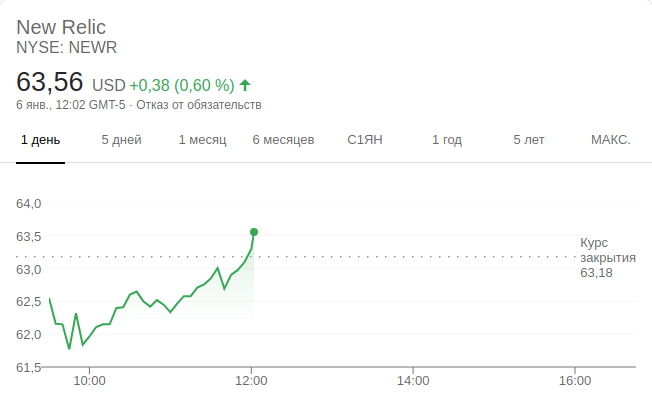 New Relic
NYSE: NEWR
63,56 USD +0,38 (0,60 %)
6 янв., 12:02 GMT-5 · Отказ от обязательств
1 день 5 дней 1 месяц 6 месяцев С1ЯН 1 год 5 лет МАКС.
64,0
63,5
Курс
закрытия
63,18
63,0
62,5
62,0
61,5
10:00 12:00 14:00 16:00